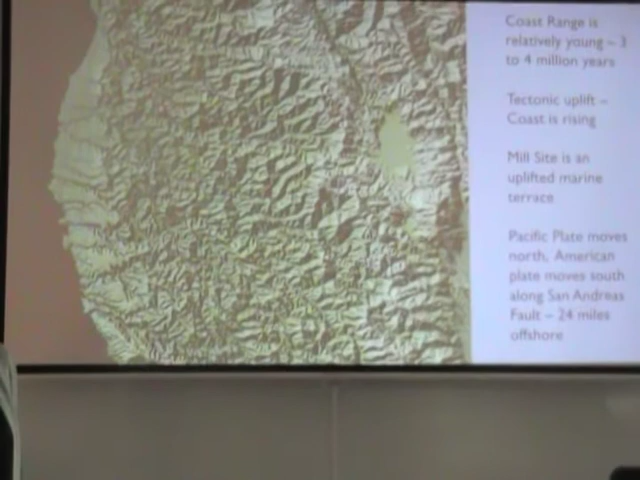 Coast Range is
relatively young – 3
to 4 million years
Tectonic uplift –
Coast is rising
Mill Site is an
uplifted marine
terrace
Pacific Plate moves
north, American
plate moves south
along San Andreas
Fault – 24 miles
offshore